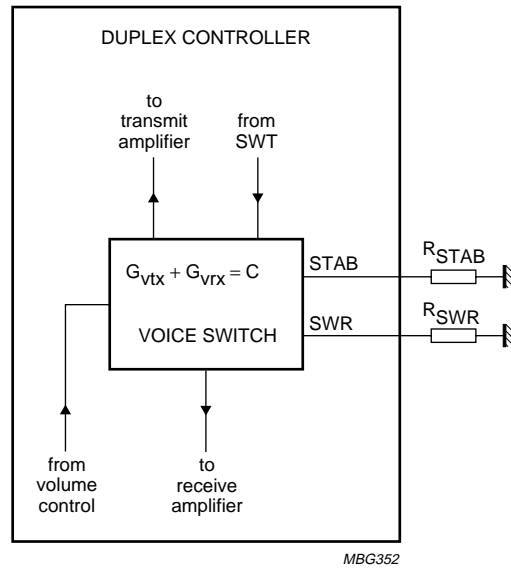 DUPLEX CONTROLLER
to
transmit
amplifier
from
SWT
Gvtx + Gvrx = C
VOICE SWITCH
STAB
SWR
RSTAB
RSWR
from
volume
control
to
receive
amplifier
MBG352